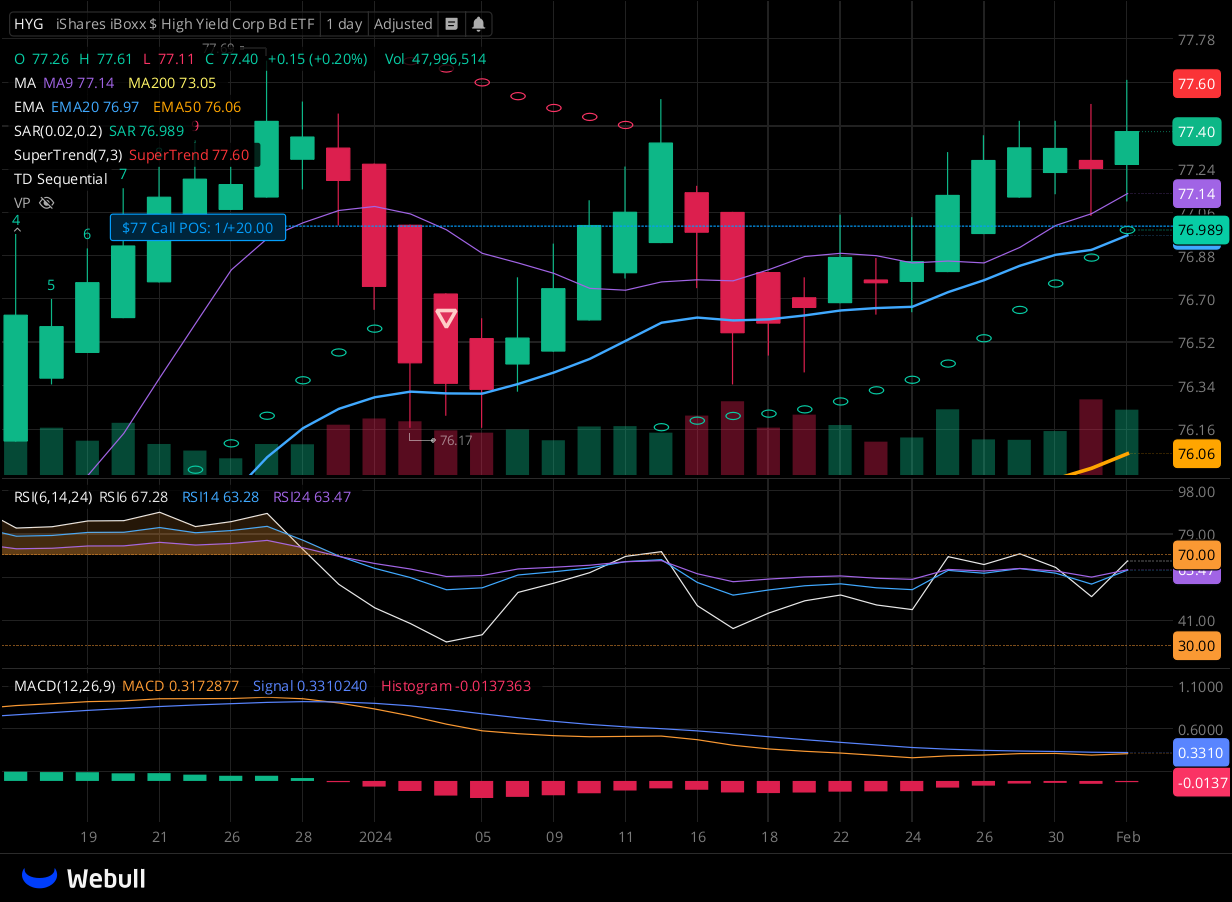 HYG iShares iBoxx $ High Yield Corp Bd ETF 1 day Adjusted
77.78
O 77.26 H 77.61 L 77.11 C 77.40 +0.15 (+0.20%) Vol 47,996,514
MA MA9 77.14 MA200 73.05
77.60
EMA EMA20 76.97 EMA50 76.06
SAR(0.02,0.2) SAR 76.989
77.40
SuperTrend(7,3) SuperTrend 77.60
TD Sequential
7
77.24
VP
77.14
4
$77 Call POS: 1/+20.00
6
76.989
76.88
5
76.70
76.52
76.34
76.17
76.16
76.06
RSI(6,14,24) RSI6 67.28 RSI14 63.28 RSI24 63.47
98.00
79.00
70.00
63.47
41.00
30.00
MACD(12,26,9) MACD 0.3172877 Signal 0.3310240 Histogram -0.0137363
1.1000
0.6000
0.3310
-0.0137
19 21 26 28 2024 05 09 11 16 18 22 24 26 30 Feb
Webull